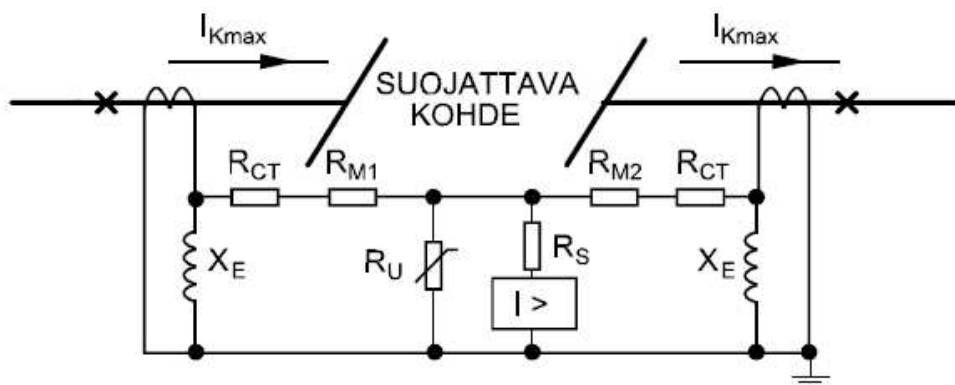 I_Kmax
I_Kmax
SUOJATTAVA
KOHDE
R_CT
R_M1
R_M2
R_CT
X_E
R_U
R_S
X_E
I >